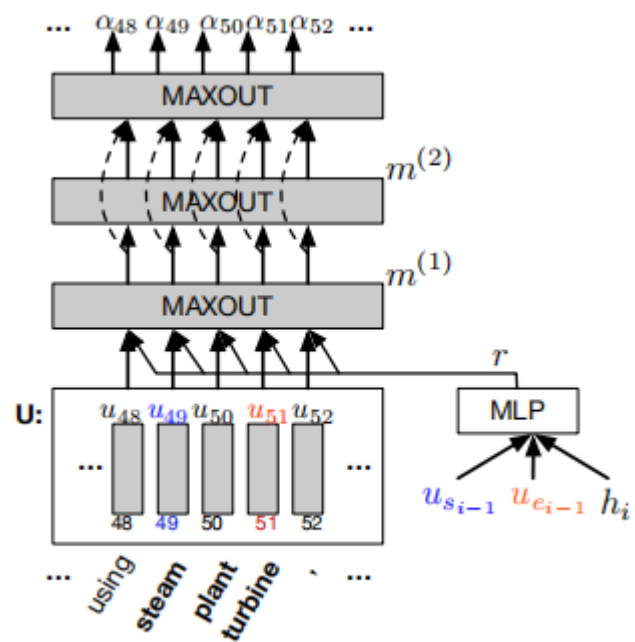 ... α48 α49 α50 α51 α52 ...
MAXOUT
m(2)
MAXOUT
m(1)
MAXOUT
r
U: u48 u49 u50 u51 u52
MLP
... ...
us_{i−1} ue_{i−1} hi
48 49 50 51 52
... using steam plant turbine , ...